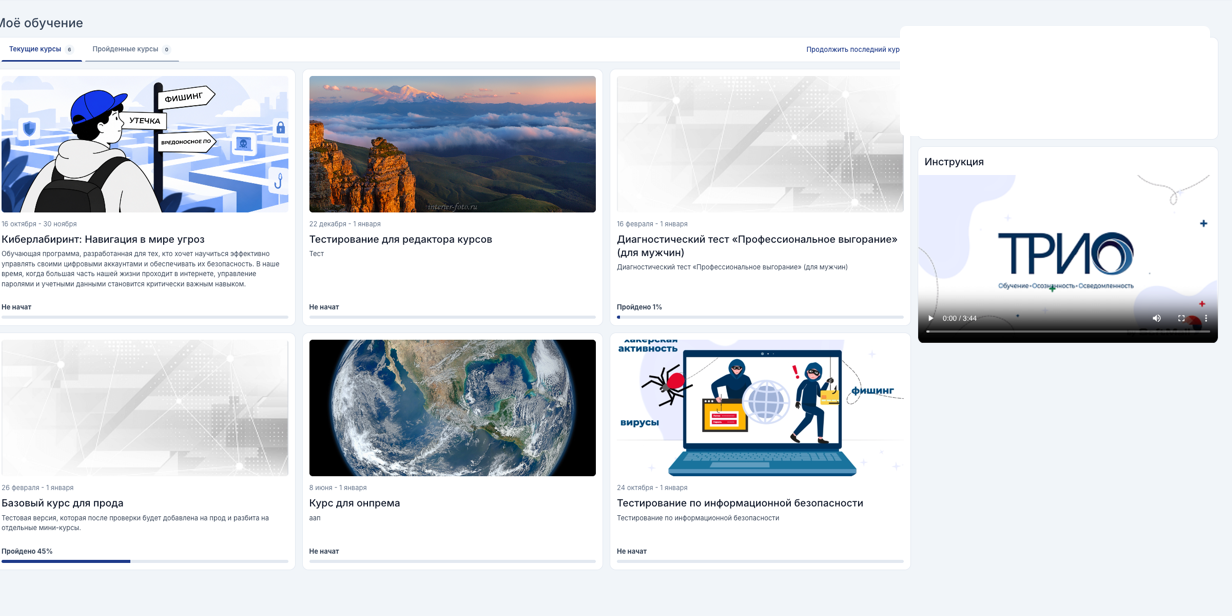 Моё обучение
Текущие курсы 6
Пройденные курсы 0
Продолжить последний кур
ФИШИНГ
УТЕЧКА
ВРЕДОНОСНОЕ ПО
16 октября - 30 ноября
Киберлабиринт: Навигация в мире угроз
Обучающая программа, разработанная для тех, кто хочет научиться эффективно
управлять своими цифровыми аккаунтами и обеспечивать их безопасность. В наше
время, когда большая часть нашей жизни проходит в интернете, управление
паролями и учетными данными становится критически важным навыком.
Не начат
interfer-foto.ru
22 декабря - 1 января
Тестирование для редактора курсов
Тест
Не начат
16 февраля - 1 января
Диагностический тест «Профессиональное выгорание»
(для мужчин)
Диагностический тест «Профессиональное выгорание» (для мужчин)
Пройдено 1%
Инструкция
ТРИО
Обучение•Осознанность•Осведомленность
0:00 / 3:44
26 февраля - 1 января
Базовый курс для прода
Тестовая версия, которая после проверки будет добавлена на прод и разбита на
отдельные мини-курсы.
Пройдено 45%
8 июня - 1 января
Курс для онпрема
аап
Не начат
хакерская
активность
фишинг
вирусы
24 октября - 1 января
Тестирование по информационной безопасности
Тестирование по информационной безопасности
Не начат